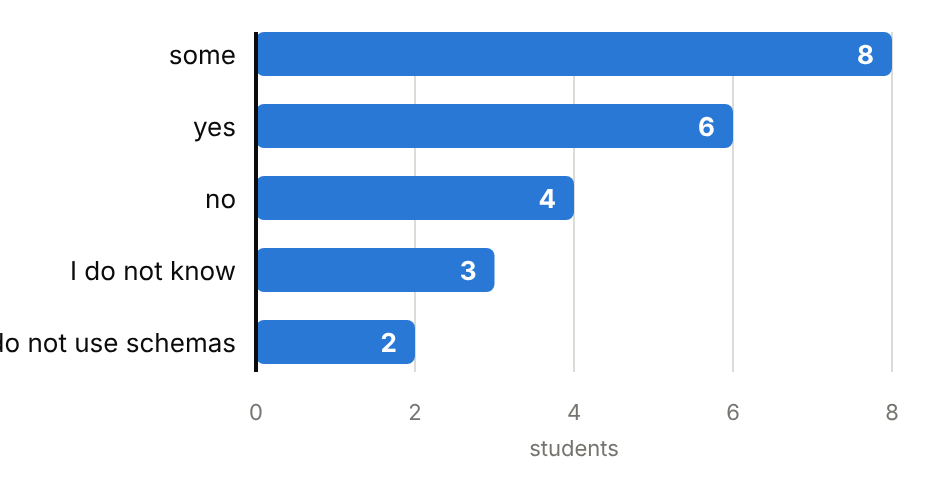 some 8
yes 6
no 4
I do not know 3
not use schemas 2
0 2 4 6 8
students